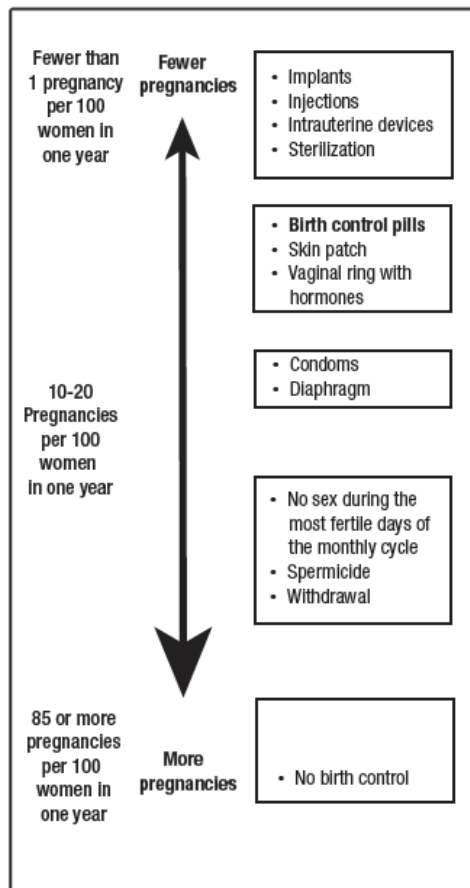 Fewer than
1 pregnancy
per 100
women in
one year
Fewer
pregnancies
• Implants
• Injections
• Intrauterine devices
• Sterilization
• Birth control pills
• Skin patch
• Vaginal ring with
hormones
10-20
Pregnancies
per 100
women
in one year
• Condoms
• Diaphragm
• No sex during the
most fertile days of
the monthly cycle
• Spermicide
• Withdrawal
85 or more
pregnancies
per 100
women in
one year
More
pregnancies
• No birth control